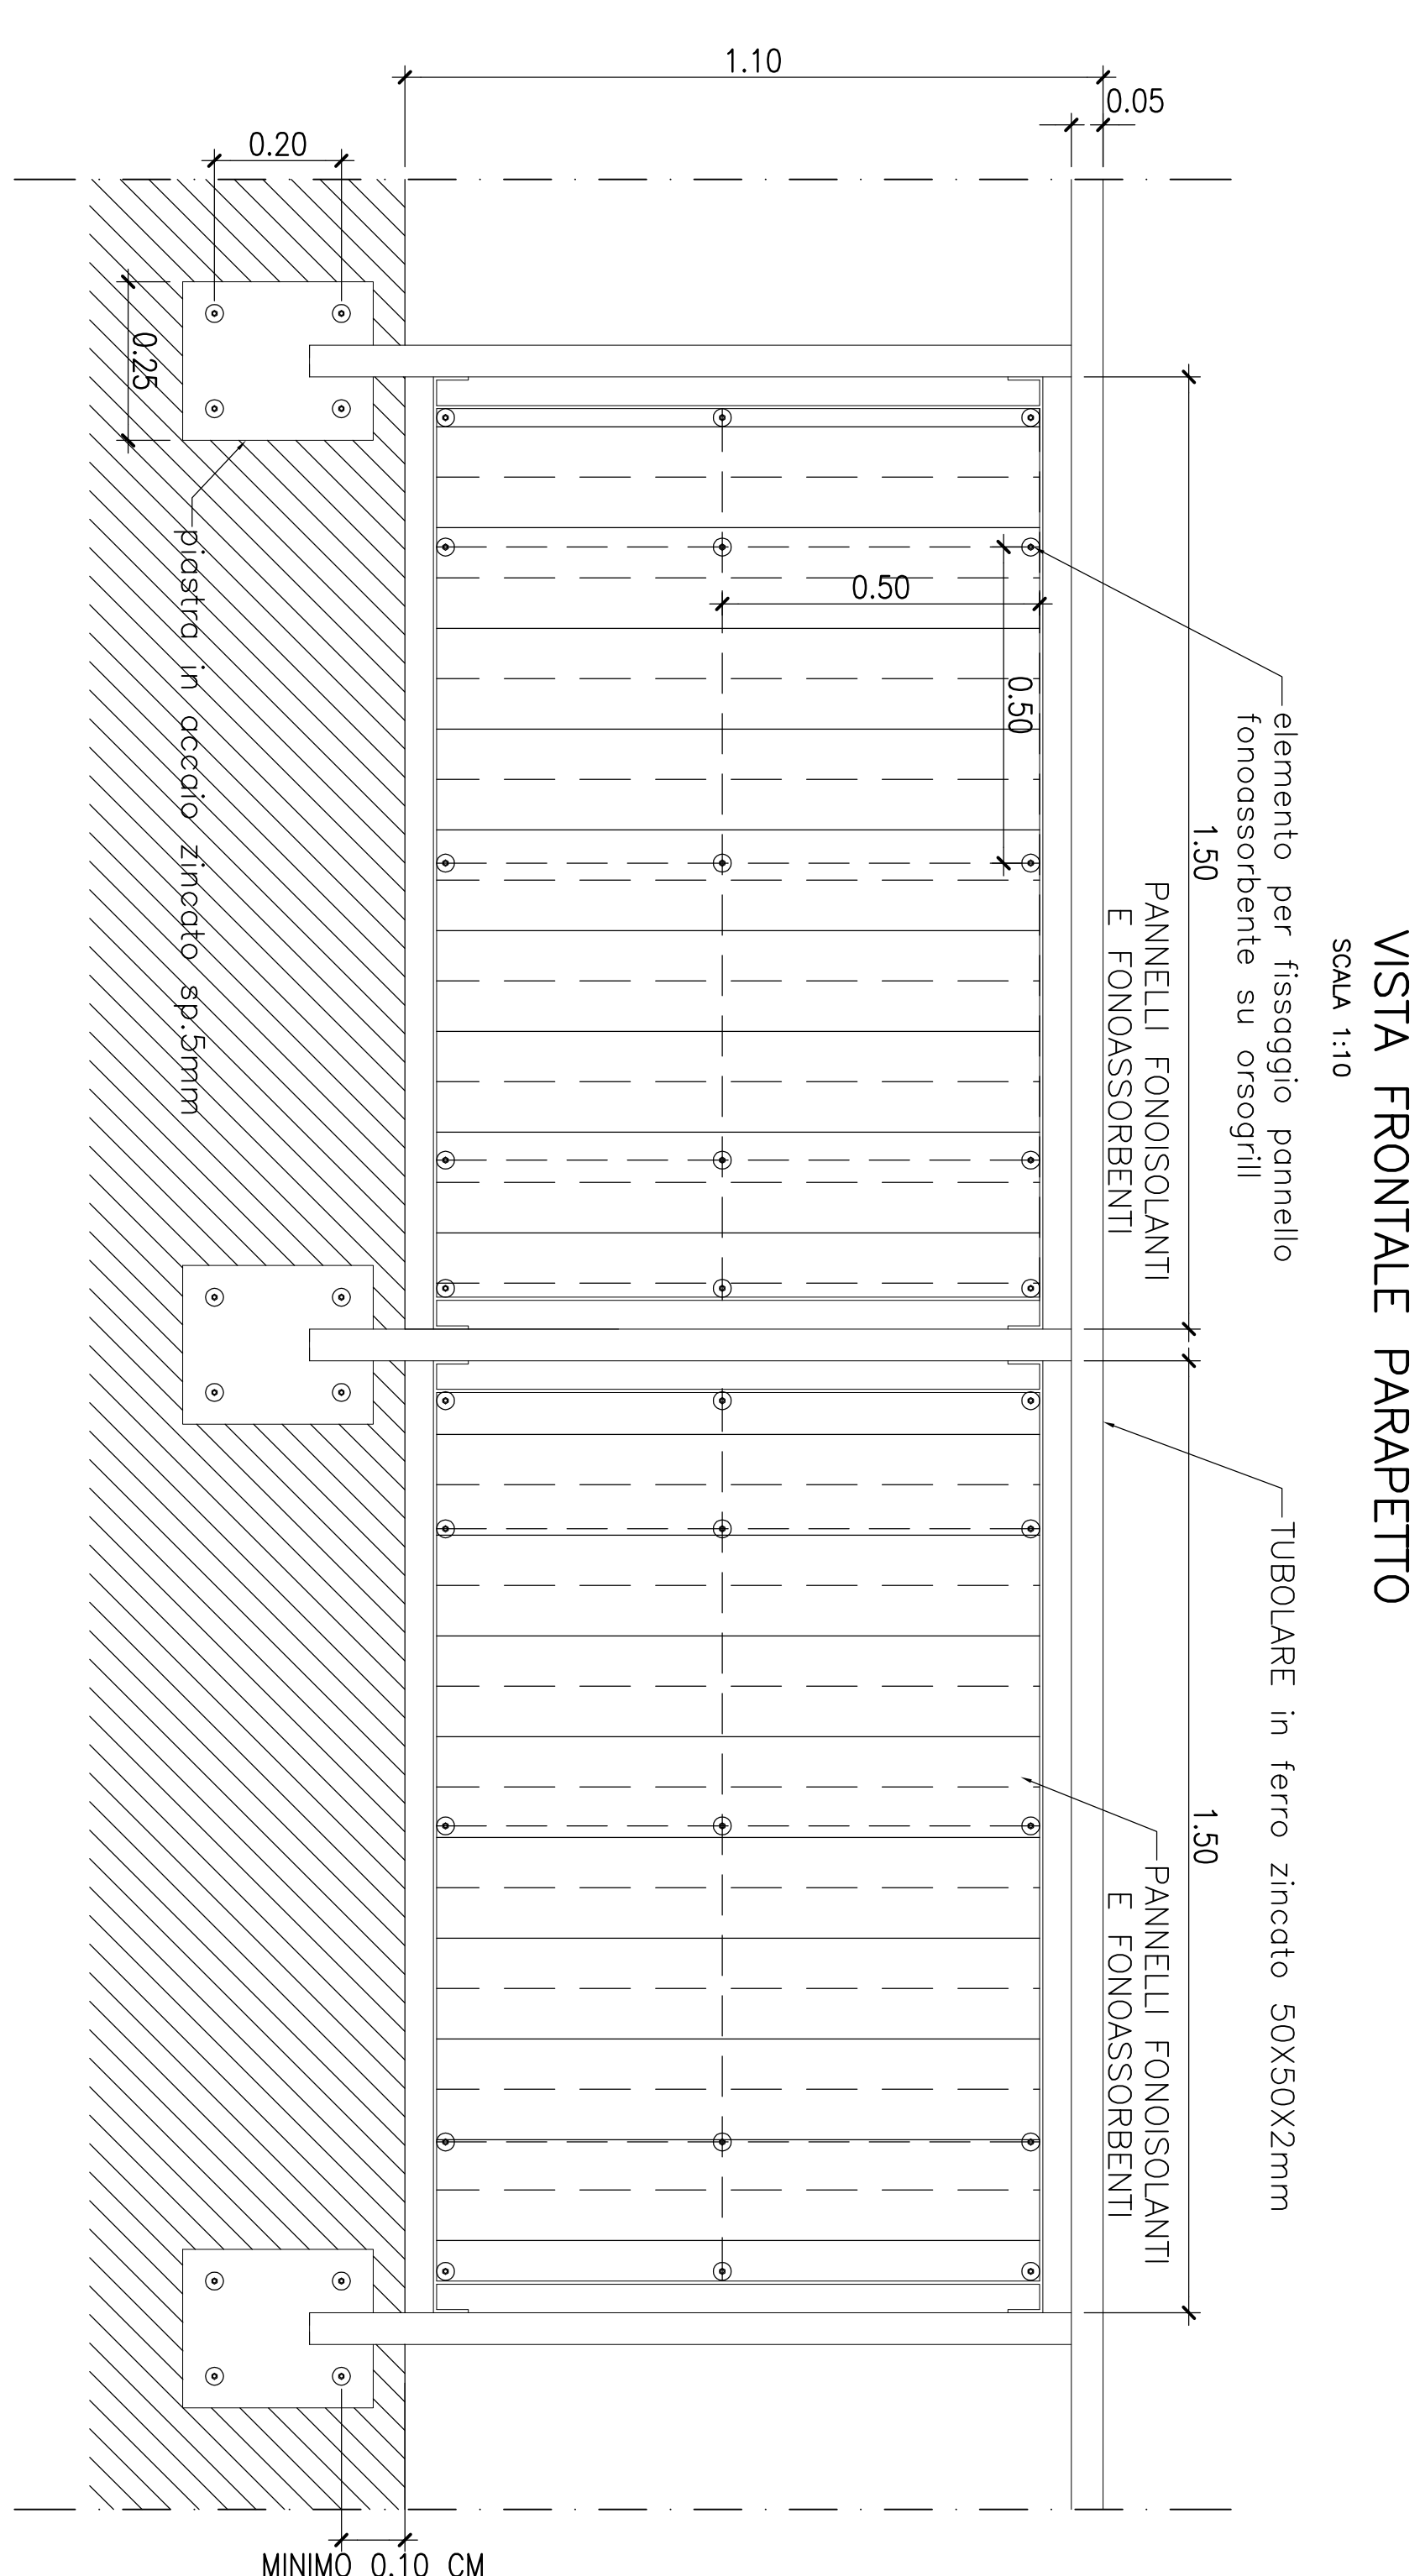 VISTA FRONTALE PARAPETTO
SCALA 1:10
elemento per fissaggio pannello
fonoassorbente su orsogrill
TUBOLARE in ferro zincato 50X50X2mm
1.50
1.50
PANNELLI FONOISOLANTI
E FONOASSORBENTI
PANNELLI FONOISOLANTI
E FONOASSORBENTI
0.05
1.10
0.50
0.50
0.20
0.25
piastra in accaio zincato sp.5mm
MINIMO 0.10 CM